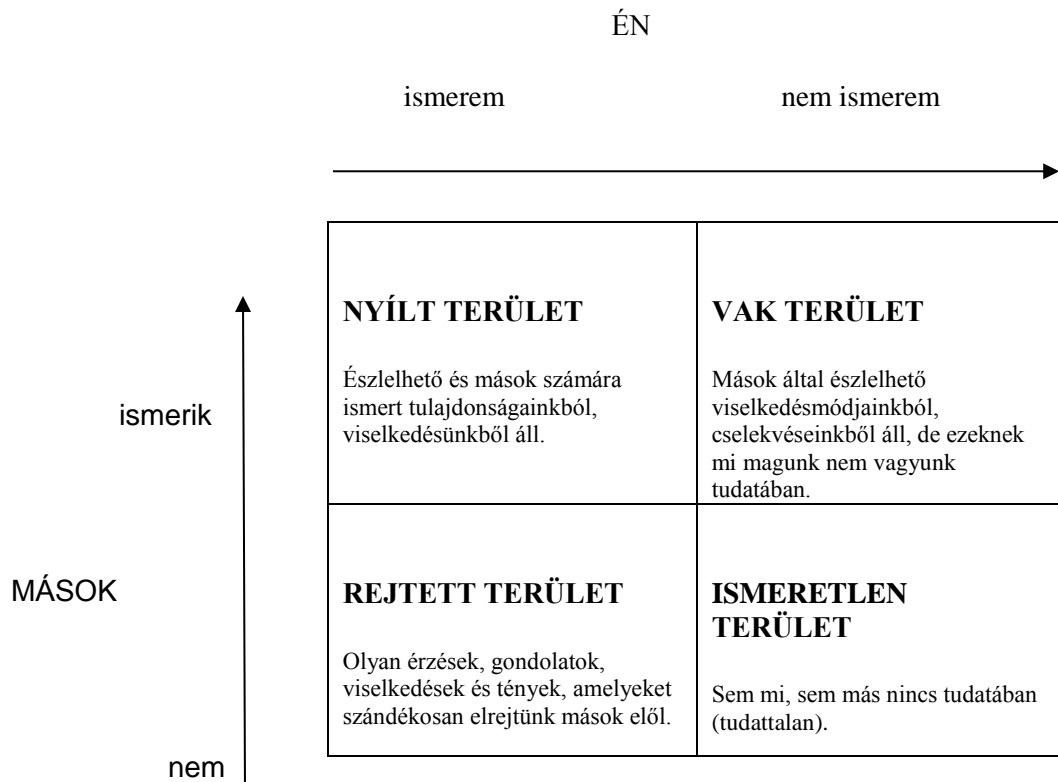 ÉN
ismerem nem ismerem
NYÍLT TERÜLET
Észlelhető és mások számára
ismert tulajdonságainkból,
viselkedésünkből áll.
VAK TERÜLET
Mások által észlelhető
viselkedésmódjainkból,
cselekvéseinkből áll, de ezeknek
mi magunk nem vagyunk
tudatában.
ismerik
MÁSOK
REJTETT TERÜLET
Olyan érzések, gondolatok,
viselkedések és tények, amelyeket
szándékosan elrejtünk mások elől.
ISMERETLEN
TERÜLET
Sem mi, sem más nincs tudatában
(tudattalan).
nem